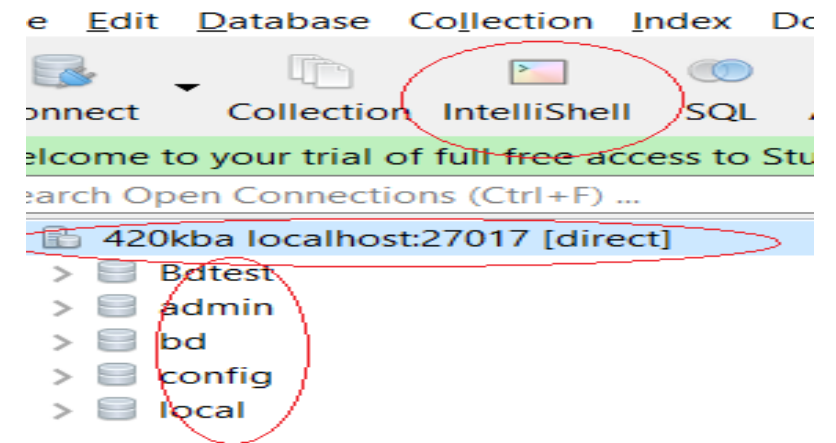 e Edit Database Collection Index Do
onnect Collection IntelliShell SQL
elcome to your trial of full free access to Stu
earch Open Connections (Ctrl+F) ...
420kba localhost:27017 [direct]
Bdtest
admin
bd
config
local